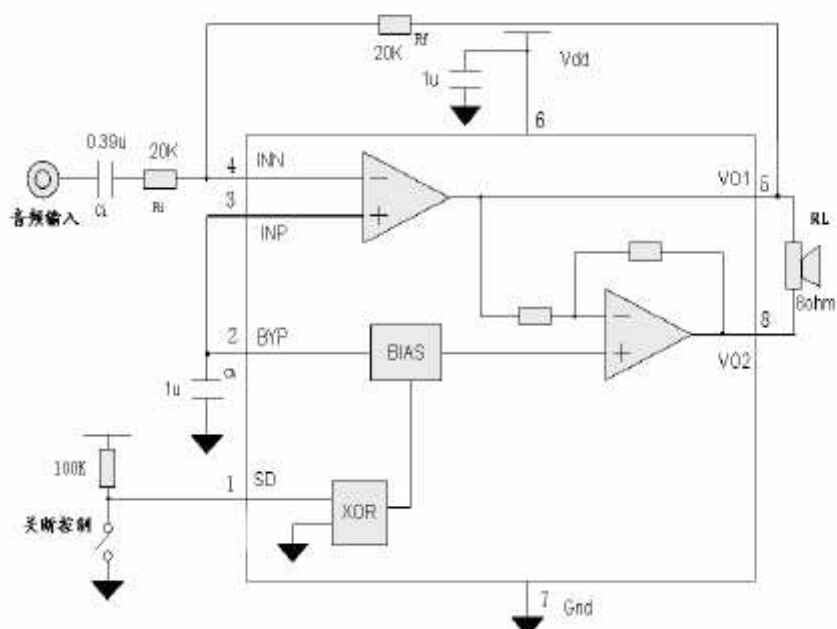 20K
Rf
1u
Vdd
6
0.39u
20K
4
INN
Ci
Ri
音频输入
3
INP
VO1
5
RL
8ohm
8
VO2
2
BYP
BIAS
1u
100K
1
SD
XOR
关断控制
7
Gnd